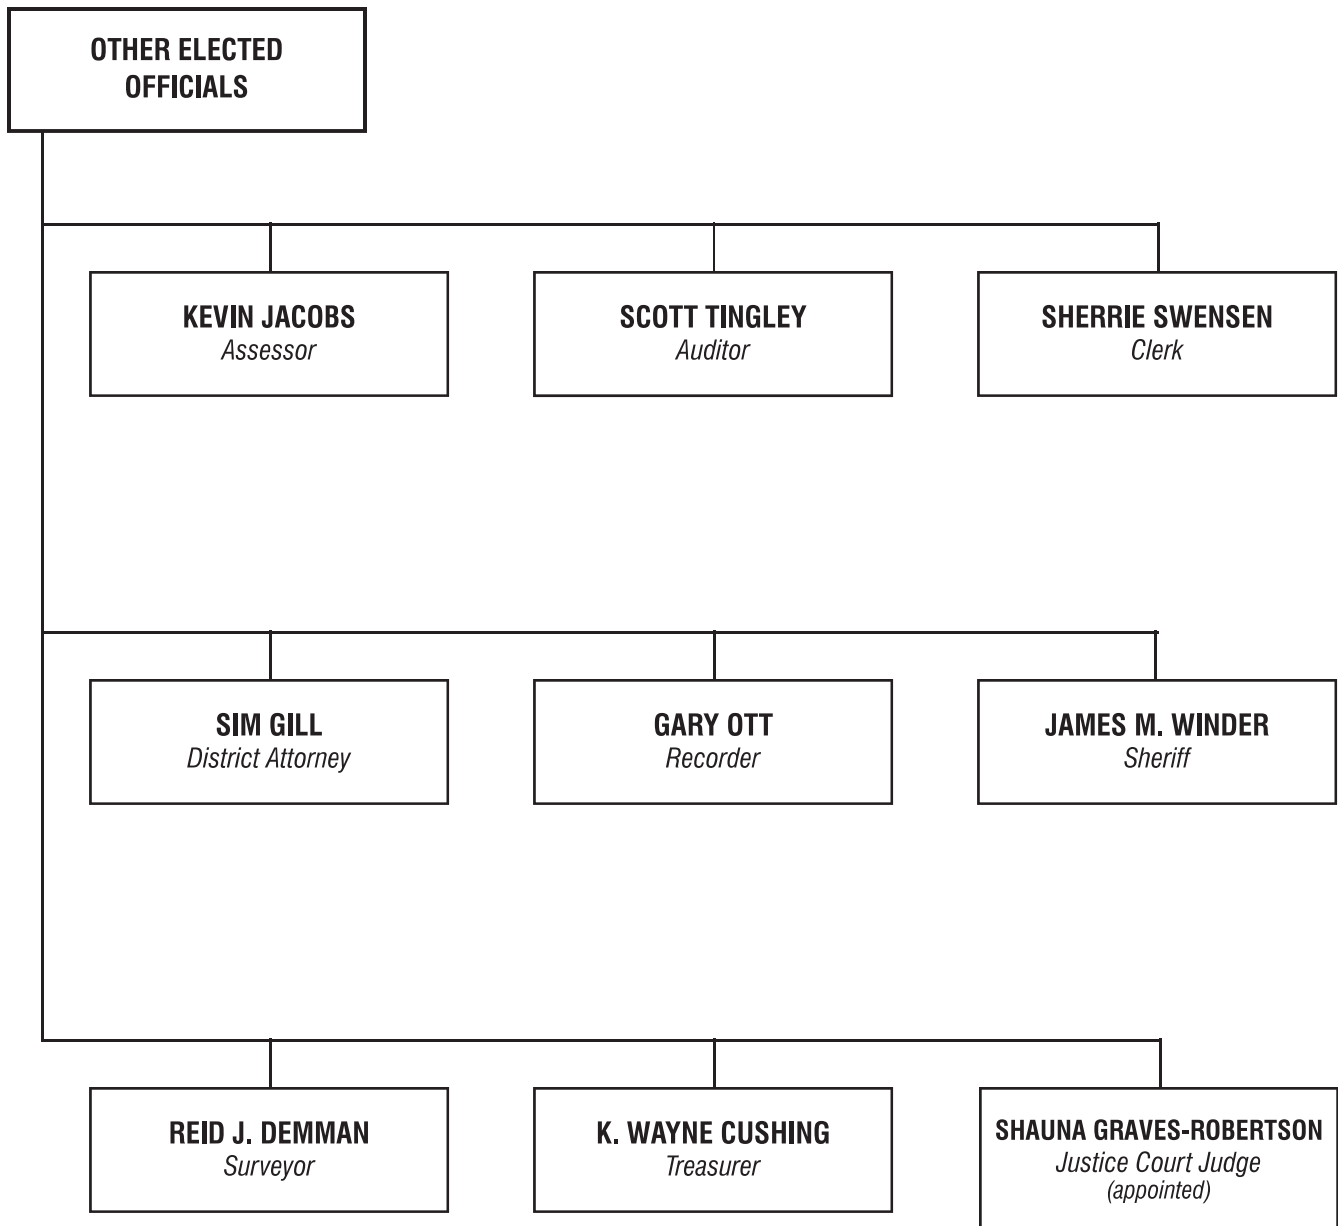 OTHER ELECTED
OFFICIALS
KEVIN JACOBS
Assessor
SCOTT TINGLEY
Auditor
SHERRIE SWENSEN
Clerk
SIM GILL
District Attorney
GARY OTT
Recorder
JAMES M. WINDER
Sheriff
REID J. DEMMAN
Surveyor
K. WAYNE CUSHING
Treasurer
SHAUNA GRAVES-ROBERTSON
Justice Court Judge
(appointed)